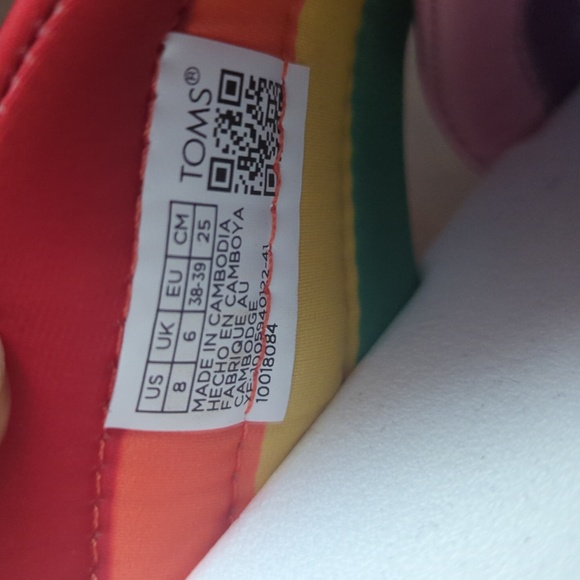 TOMS®
US UK EU CM
8 6 38-39 25
MADE IN CAMBODIA
HECHO EN CAMBOYA
FABRIQUE AU
CAMBODGE
10018084